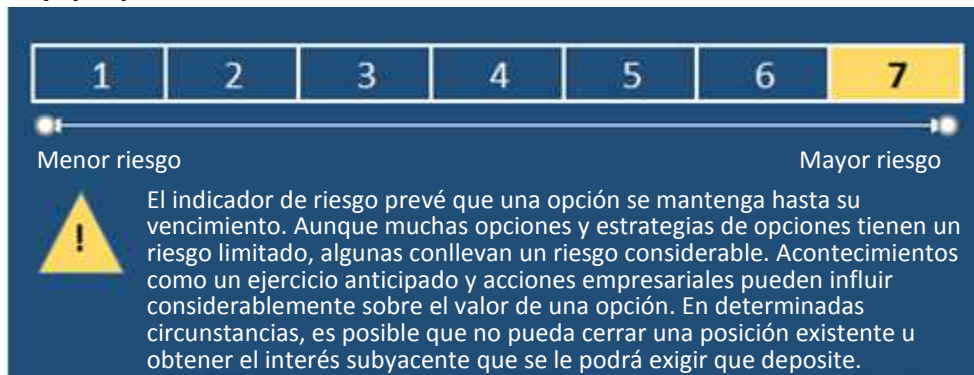 1 2 3 4 5 6 7
Menor riesgo Mayor riesgo
El indicador de riesgo prevé que una opción se mantenga hasta su
! vencimiento. Aunque muchas opciones y estrategias de opciones tienen un
riesgo limitado, algunas conllevan un riesgo considerable. Acontecimientos
como un ejercicio anticipado y acciones empresariales pueden influir
considerablemente sobre el valor de una opción. En determinadas
circunstancias, es posible que no pueda cerrar una posición existente u
obtener el interés subyacente que se le podrá exigir que deposite.